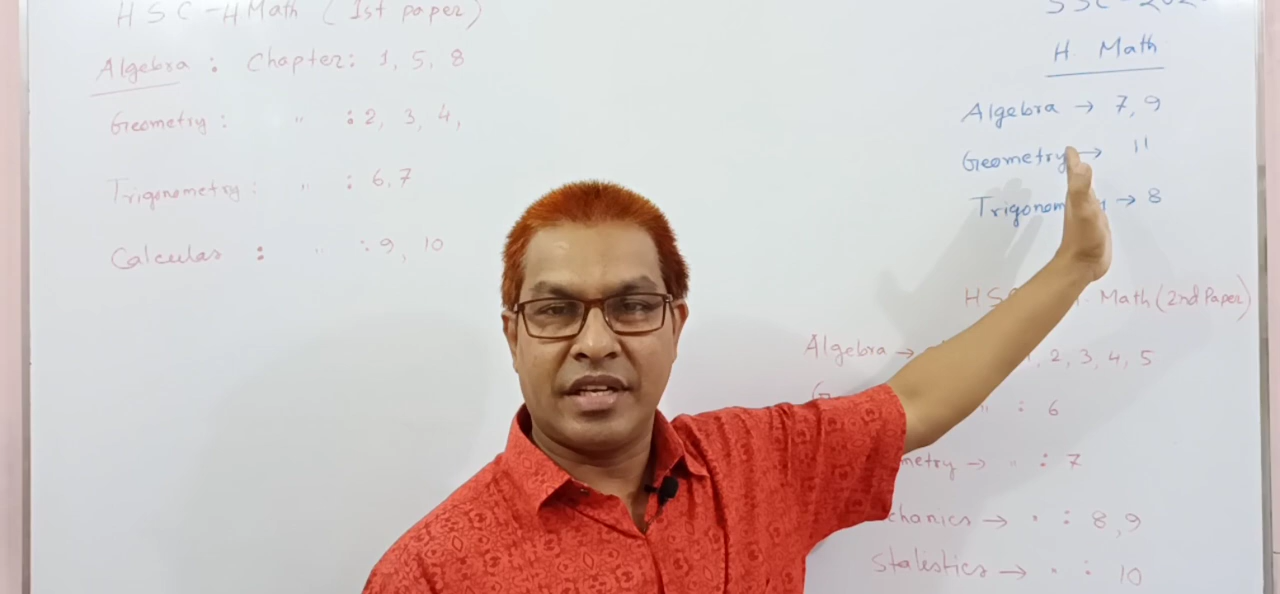 HSC-HMath (Ist paper)
Algebra : Chapter: 1, 5, 8
Geometry : " : 2, 3, 4,
Trigonometry : " : 6, 7
Calculas : " : 9, 10
H. Math
Algebra → 7, 9
Geometry → 11
→ 8
Math (2nd Paper)
Algebra → , 2, 3, 4, 5
" : 6
metry → " : 7
chanics → " : 8, 9
Statistics → " : 10